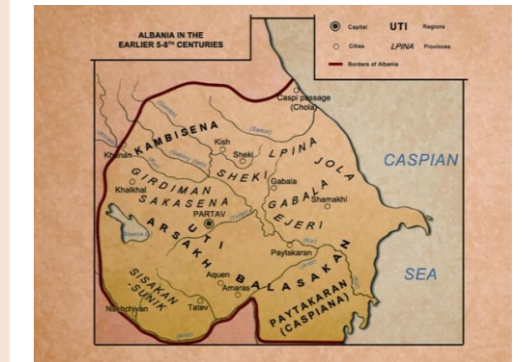 ALBANIA IN THE
EARLIER 5-8TH CENTURIES
Capital
UTI
Regions
Cities
LPINA
Provinces
Borders of Albania
Caspi passage
(Chola)
KAMBISENA
Khunan
Kish
Sheki
LPINA
JOLA
CASPIAN
SHEKI
GIRDIMAN
Khalkhal
SAKASENA
Gabala
GABALA
Shamakhi
PARTAV
EJERI
UTI
ARSAKH
Paytakaran
BALASAKAN
SEA
SISAKAN
-SUNIK
Aquen
Amaras
PAYTAKARAN
(CASPIANA)
Nakhchivan
Tatev